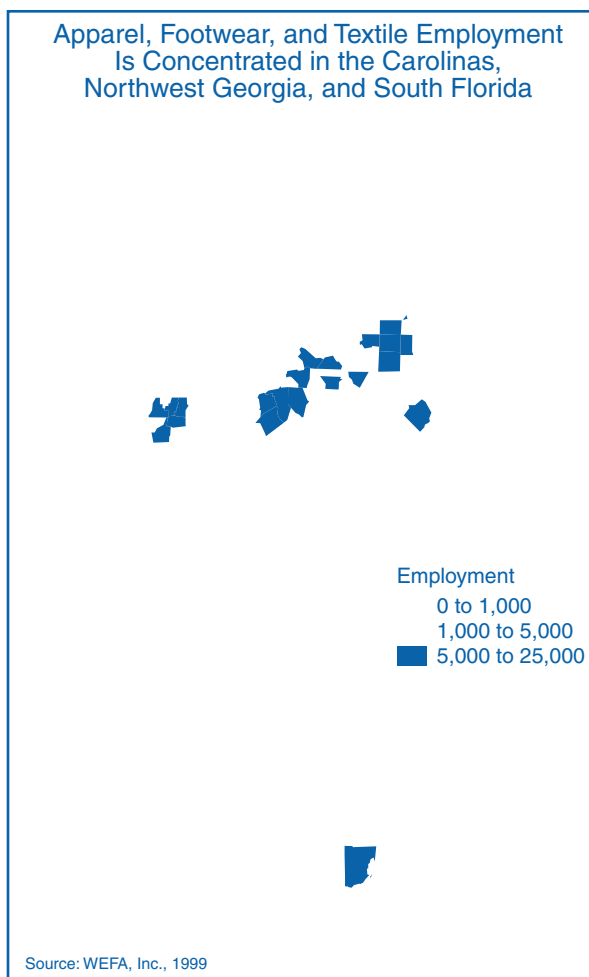 Apparel, Footwear, and Textile Employment
Is Concentrated in the Carolinas,
Northwest Georgia, and South Florida
Employment
0 to 1,000
1,000 to 5,000
5,000 to 25,000
Source: WEFA, Inc., 1999